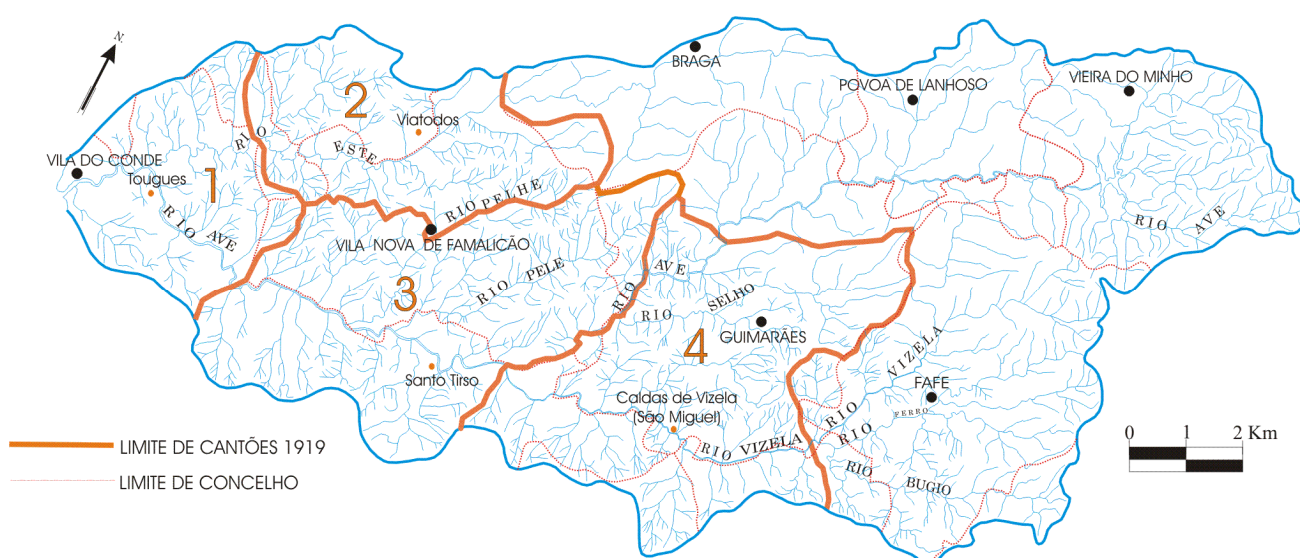 N.
BRAGA
POVOA DE LANHOSO
VIEIRA DO MINHO
2
Viatodos
RIO
ESTE
VILA DO CONDE
Tougues
1
RIO AVE
RIO PELHE
VILA NOVA DE FAMALICÃO
RIO AVE
3
RIO PELE
RIO AVE
RIO SELHO
GUIMARÃES
4
RIO VIZELA
Santo Tirso
FAFE
FERRO
RIO
Caldas de Vizela
(São Miguel)
RIO VIZELA
RIO BUGIO
0 1 2 Km
LIMITE DE CANTÕES 1919
LIMITE DE CONCELHO